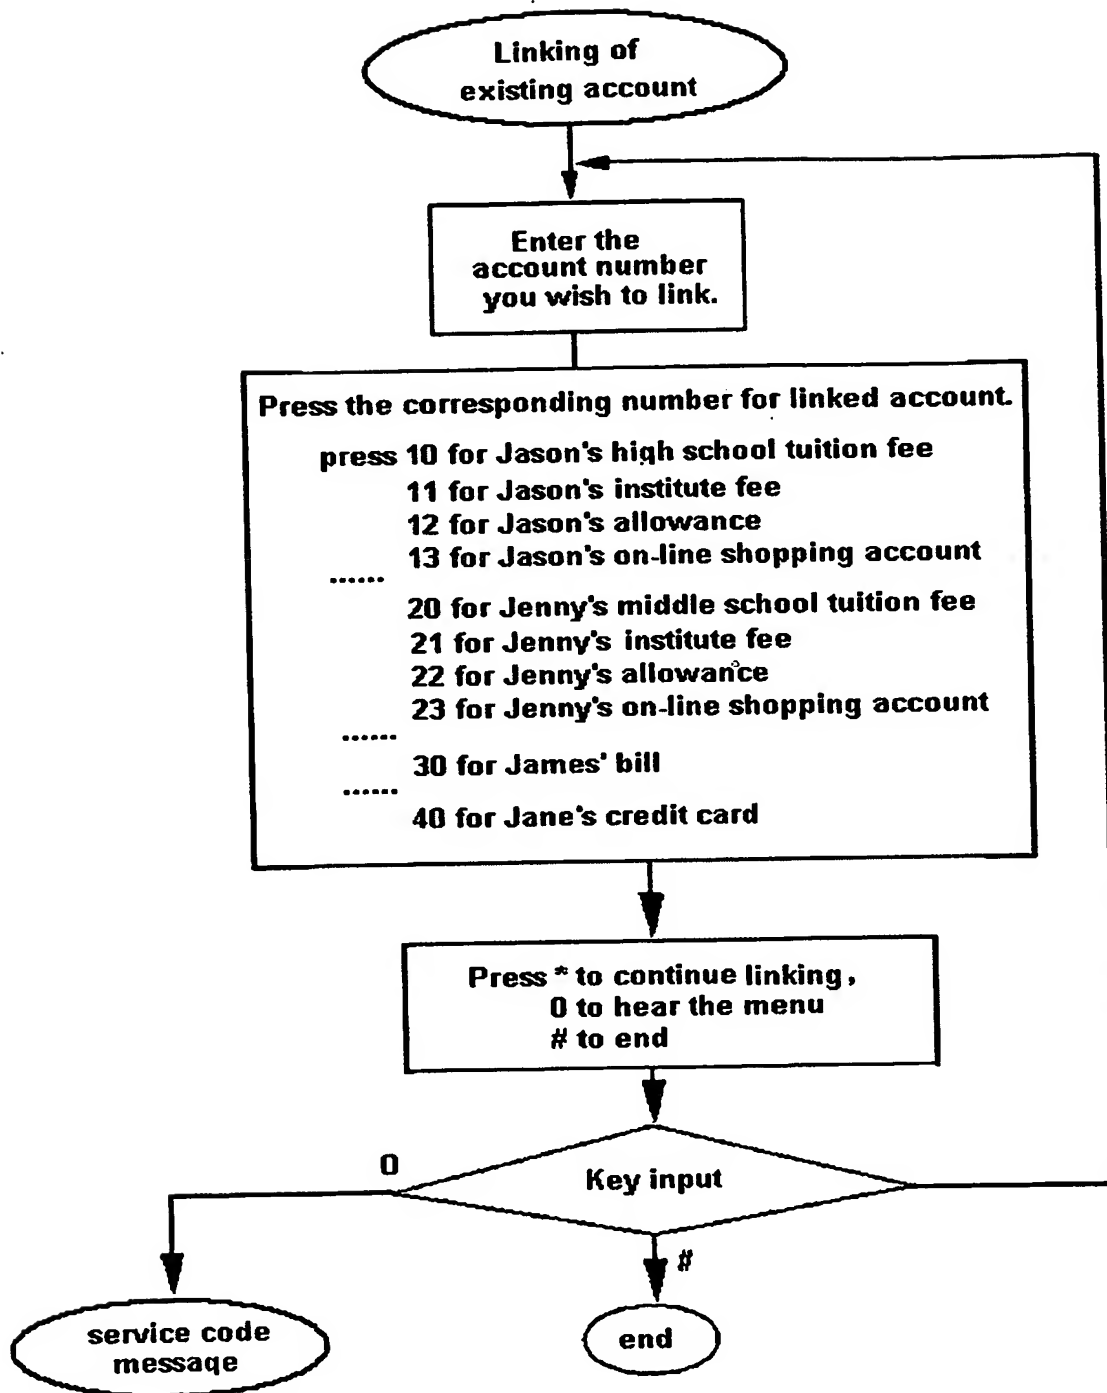 Linking of
existing account
Enter the
account number
you wish to link.
Press the corresponding number for linked account.
press 10 for Jason's high school tuition fee
11 for Jason's institute fee
12 for Jason's allowance
13 for Jason's on-line shopping account
......
20 for Jenny's middle school tuition fee
21 for Jenny's institute fee
22 for Jenny's allowance
23 for Jenny's on-line shopping account
......
30 for James' bill
......
40 for Jane's credit card
Press * to continue linking,
0 to hear the menu
# to end
0
Key input
#
service code
message
end